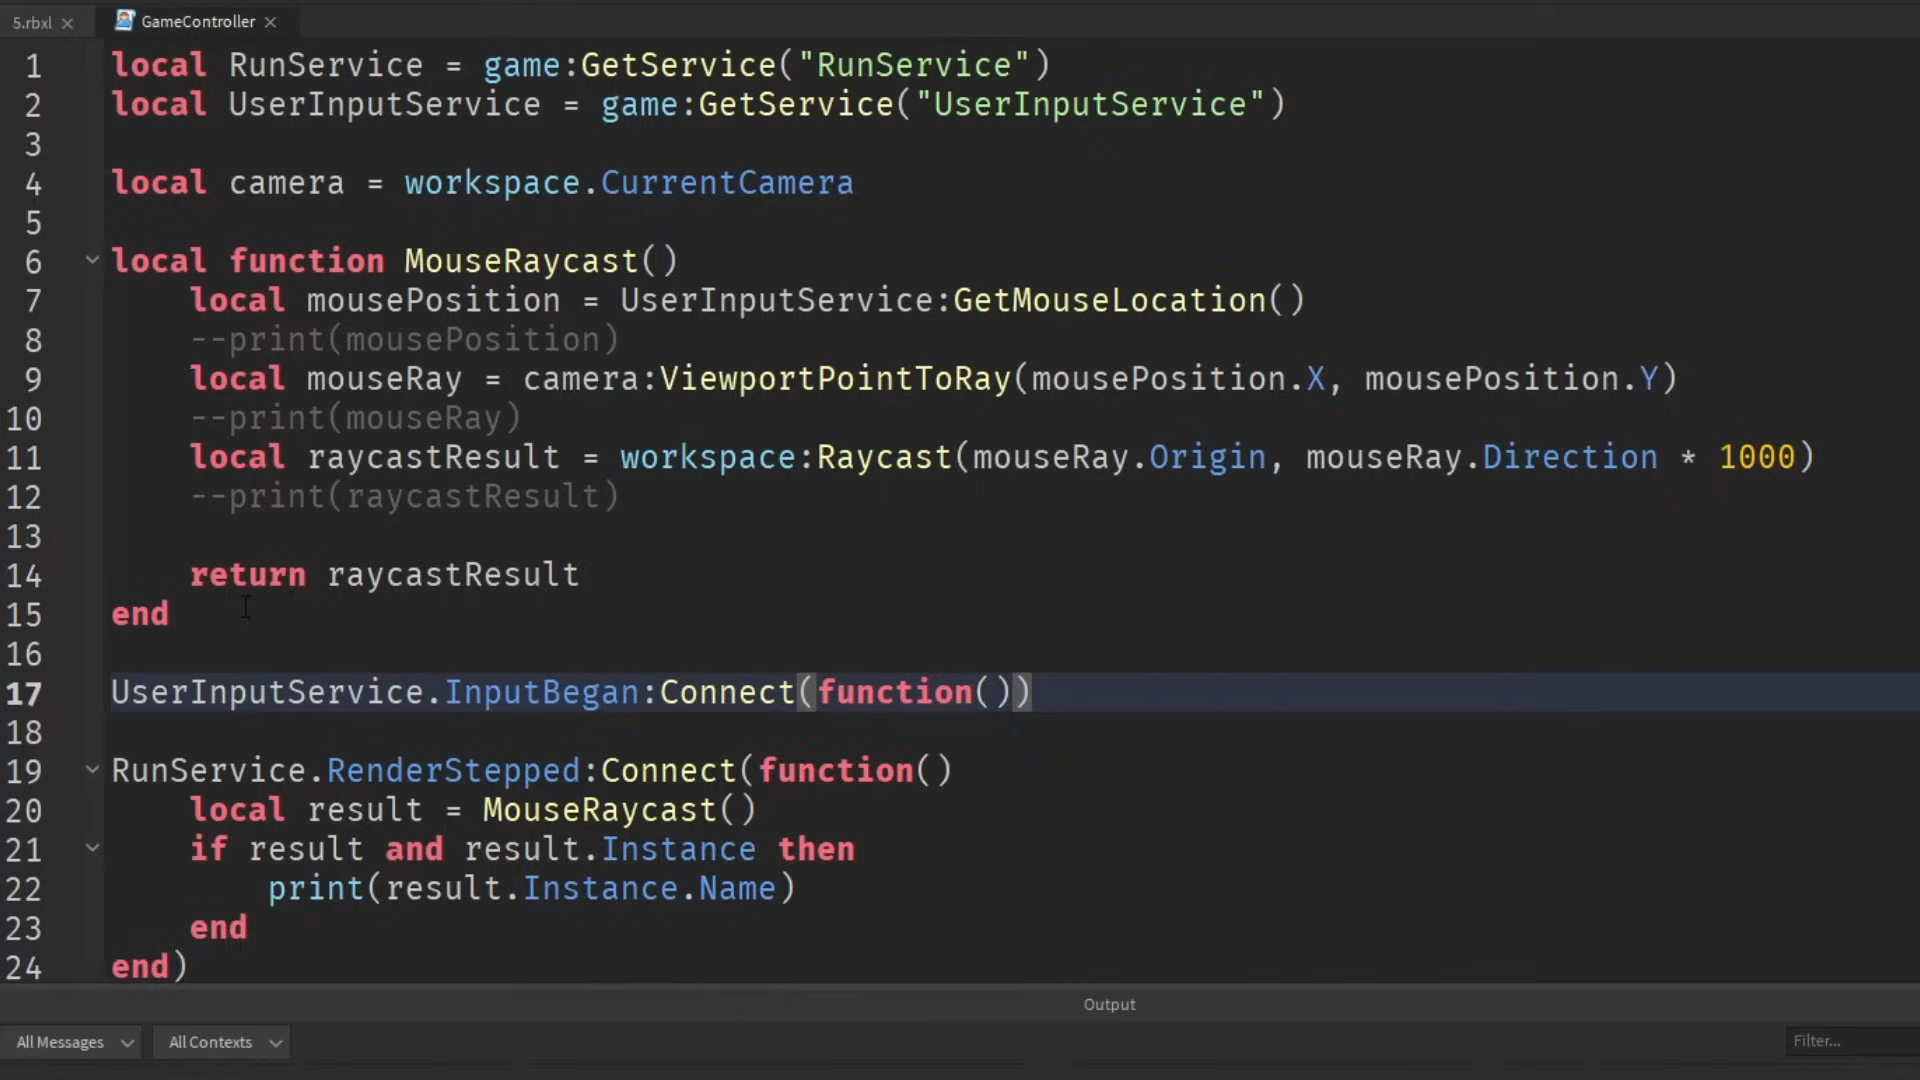 5.rbxl
GameController
1 local RunService = game:GetService("RunService")
2 local UserInputService = game:GetService("UserInputService")
3
4 local camera = workspace.CurrentCamera
5
6 local function MouseRaycast()
7 local mousePosition = UserInputService:GetMouseLocation()
8 --print(mousePosition)
9 local mouseRay = camera:ViewportPointToRay(mousePosition.X, mousePosition.Y)
10 --print(mouseRay)
11 local raycastResult = workspace:Raycast(mouseRay.Origin, mouseRay.Direction * 1000)
12 --print(raycastResult)
13
14 return raycastResult
15 end
16
17 UserInputService.InputBegan:Connect(function())
18
19 RunService.RenderStepped:Connect(function()
20 local result = MouseRaycast()
21 if result and result.Instance then
22 print(result.Instance.Name)
23 end
24 end)
Output
All Messages All Contexts Filter...